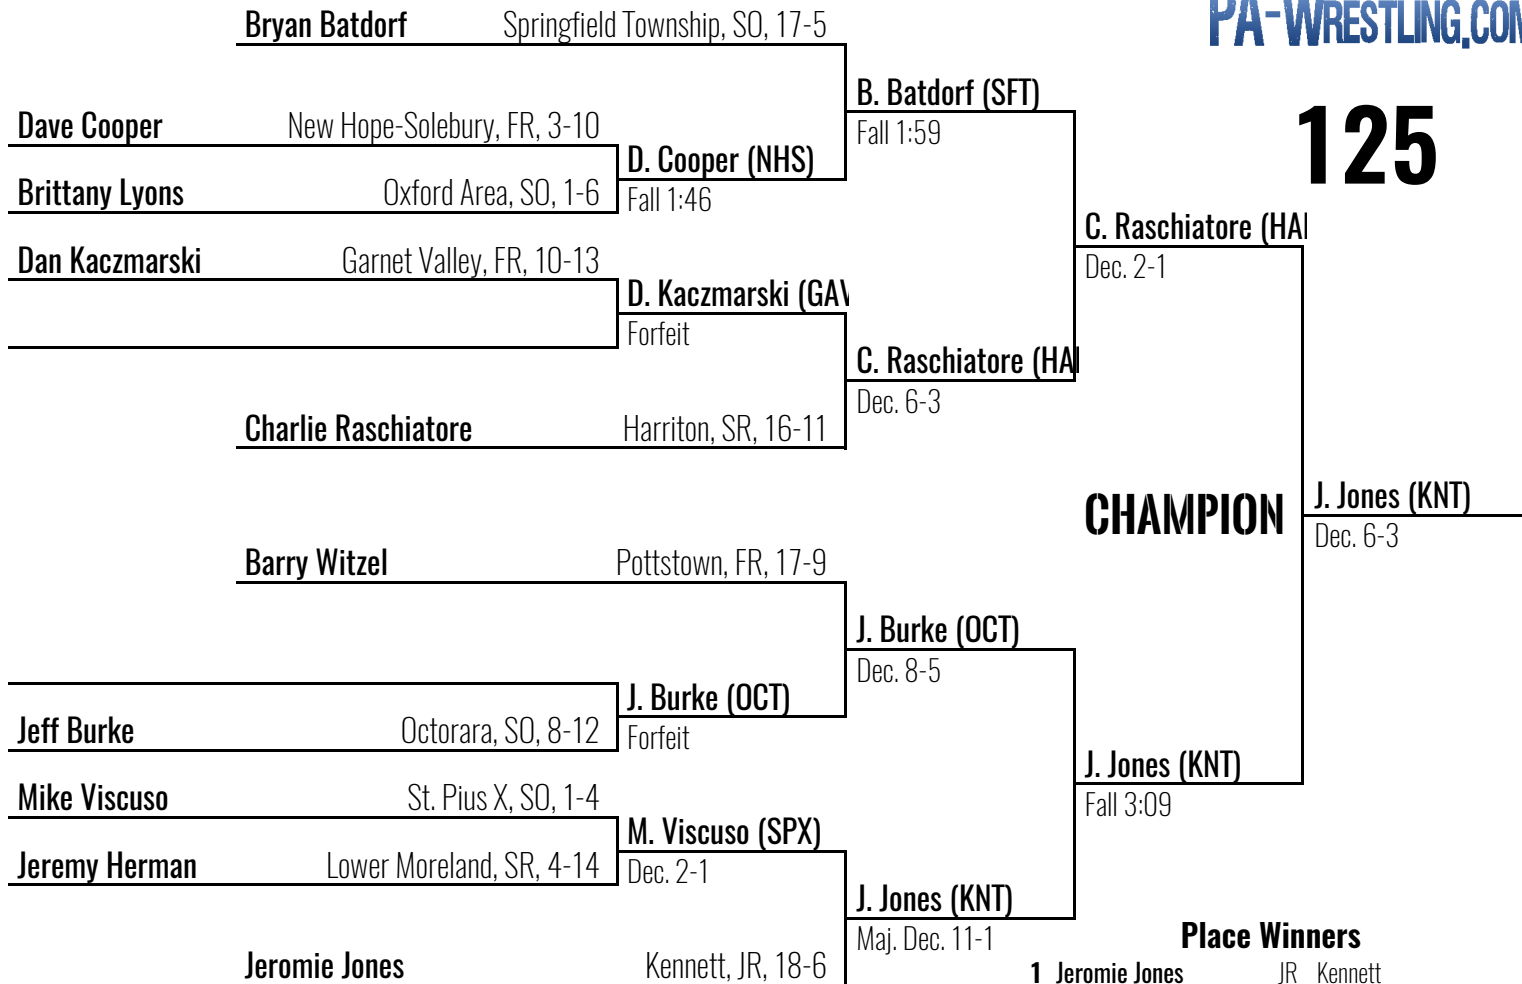 Bryan Batdorf Springfield Township, SO, 17-5
PA-WRESTLING.COM
B. Batdorf (SFT)
Fall 1:59
125
Dave Cooper New Hope-Solebury, FR, 3-10
D. Cooper (NHS)
Fall 1:46
Brittany Lyons Oxford Area, SO, 1-6
C. Raschiatore (HA
Dec. 2-1
Dan Kaczmarski Garnet Valley, FR, 10-13
D. Kaczmarski (GAV
Forfeit
C. Raschiatore (HA
Dec. 6-3
Charlie Raschiatore Harriton, SR, 16-11
CHAMPION
J. Jones (KNT)
Dec. 6-3
Barry Witzel Pottstown, FR, 17-9
J. Burke (OCT)
Dec. 8-5
J. Burke (OCT)
Forfeit
Jeff Burke Octorara, SO, 8-12
J. Jones (KNT)
Fall 3:09
Mike Viscuso St. Pius X, SO, 1-4
M. Viscuso (SPX)
Dec. 2-1
Jeremy Herman Lower Moreland, SR, 4-14
J. Jones (KNT)
Maj. Dec. 11-1
Jeromie Jones Kennett, JR, 18-6
Place Winners
1 Jeromie Jones JR Kennett